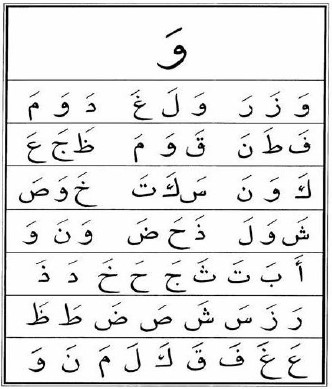 وَ
وَ زَ رَ وَ لَ غَ دَ وَ مَ
فَ طَ نَ قَ وَ مَ ظَ جَ عَ
كَ وَ نَ سَ كَ تَ خَ وَ صَ
شَ وَ لَ ذَ حَ ضَ وَ نَ وَ
أَ بَ تَ ثَ جَ حَ خَ دَ ذَ
رَ زَ سَ شَ صَ ضَ طَ ظَ
عَ غَ فَ قَ كَ لَ مَ نَ وَ